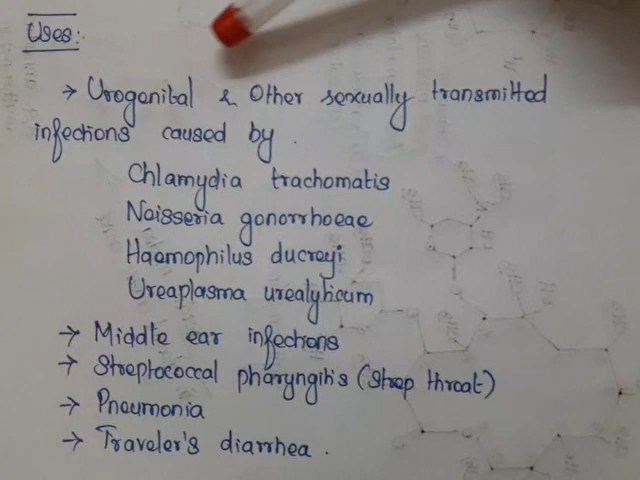 Uses:
→ Urogenital & Other sexually transmitted
infections caused by.
Chlamydia trachomatis
Neisseria gonorrhoeae
Haemophilus ducreyi
Ureaplasma urealyticum
→ Middle ear infections
→ Streptococcal pharyngitis (Strep throat)
→ Pneumonia
→ Traveler's diarrhea.